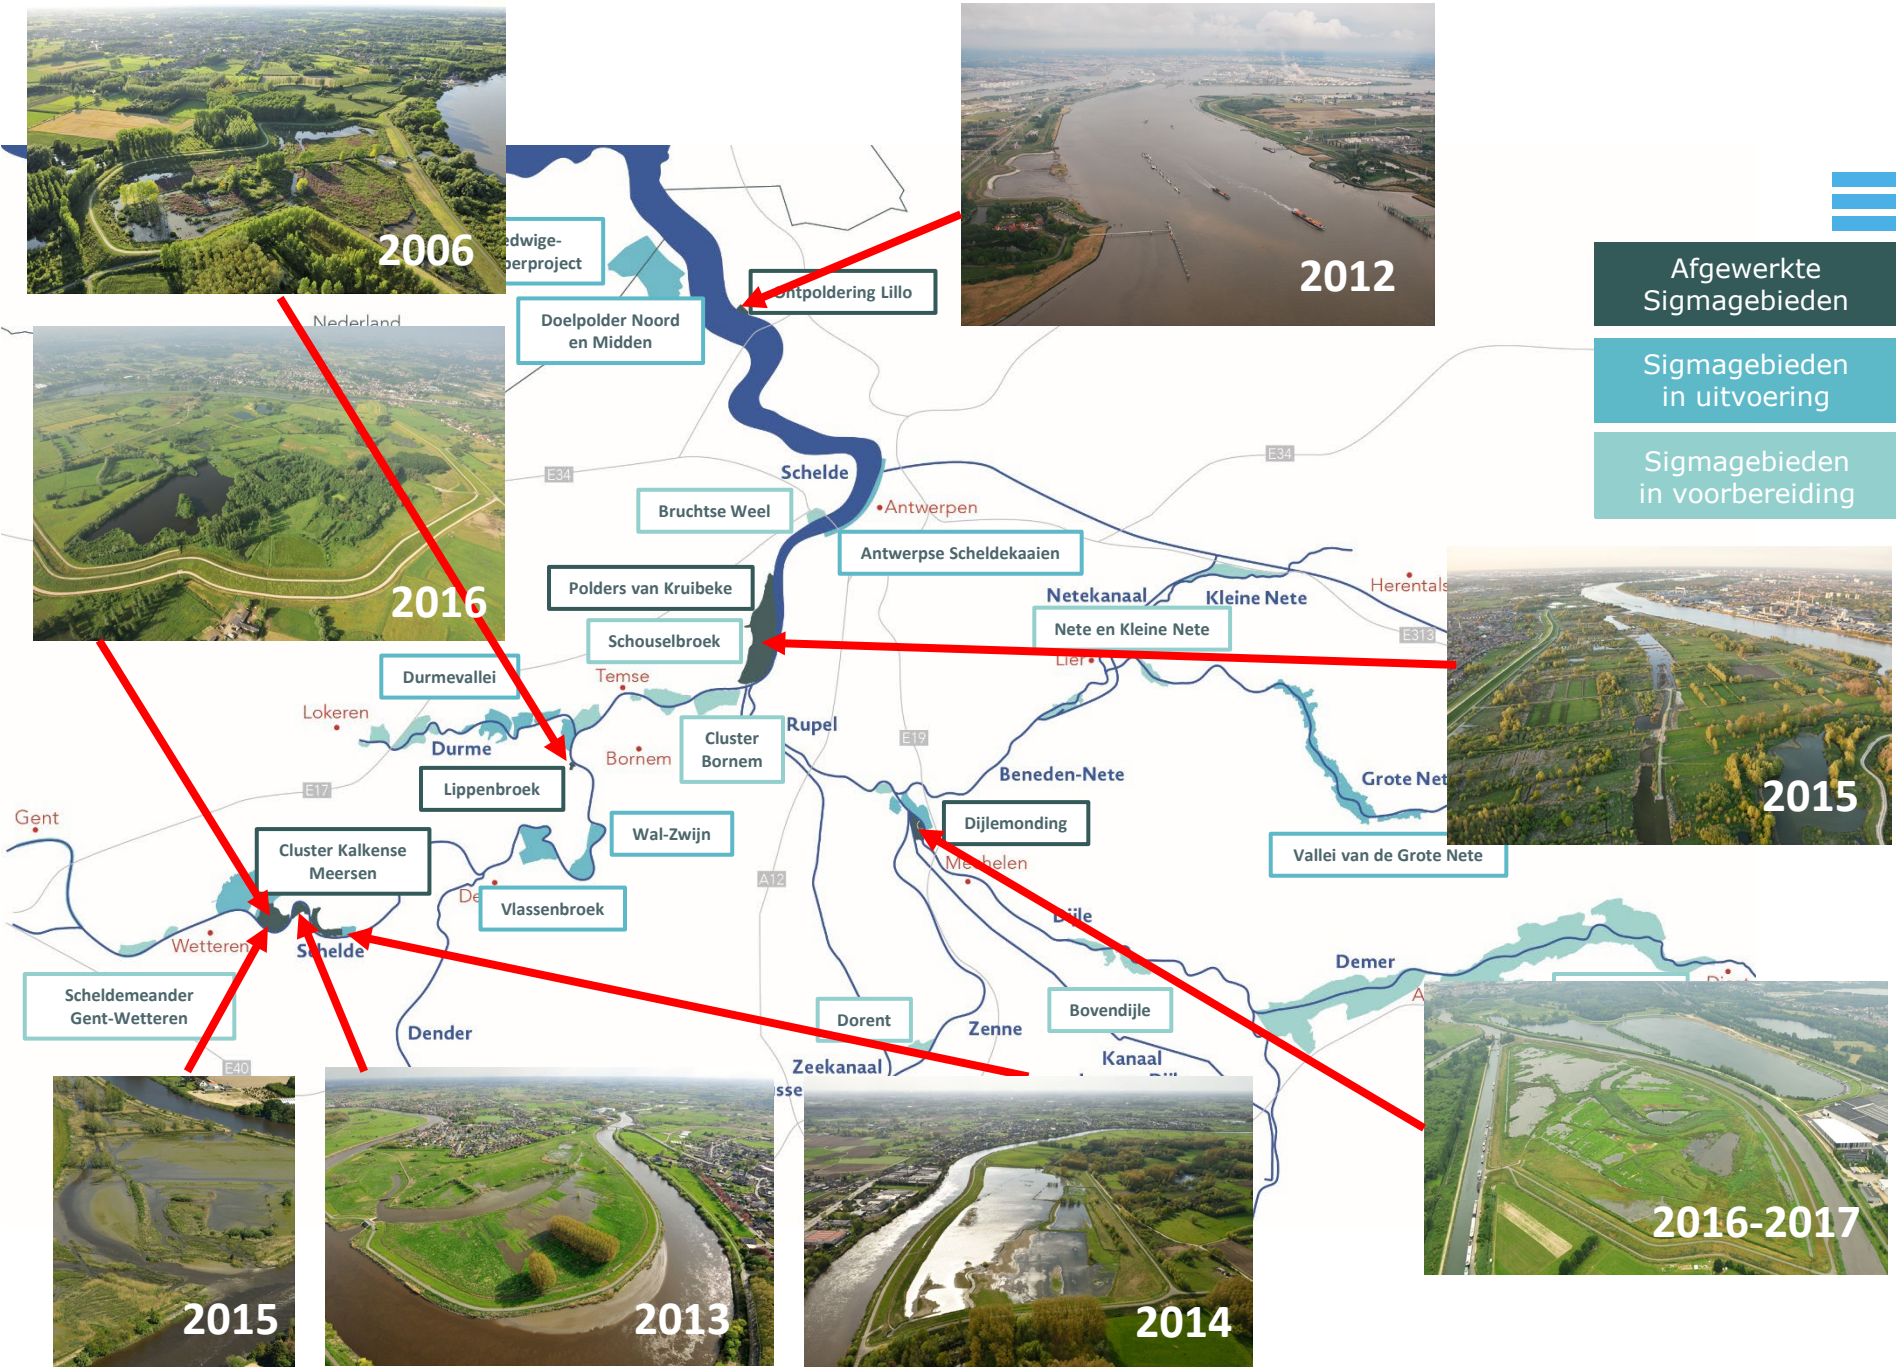 2006
2012
edwige-
perproject
Ontpoldering Lillo
Doelpolder Noord
en Midden
Nederland
Afgewerkte
Sigmagebieden
Sigmagebieden
in uitvoering
Sigmagebieden
in voorbereiding
2016
E34
E34
Schelde
Bruchtse Weel
Antwerpen
Antwerpse Scheldekaaien
Polders van Kruibeke
Schouselbroek
Netekanaal
Kleine Nete
Herentals
E313
Nete en Kleine Nete
Lier
Durmevallei
Temse
Lokeren
Durme
Bornem
Cluster
Bornem
Rupel
E19
Beneden-Nete
Grote Net
2015
E17
Lippenbroek
Gent
Wal-Zwijn
Dijlemonding
Mechelen
Vallei van de Grote Nete
Cluster Kalkense
Meersen
A12
De
Vlassenbroek
Wetteren
Schelde
Dijle
Demer
Scheldemeander
Gent-Wetteren
Dender
Dorent
Zenne
Bovendijle
A
E40
Zeekanaal
sse
Kanaal
2015
2013
2014
2016-2017